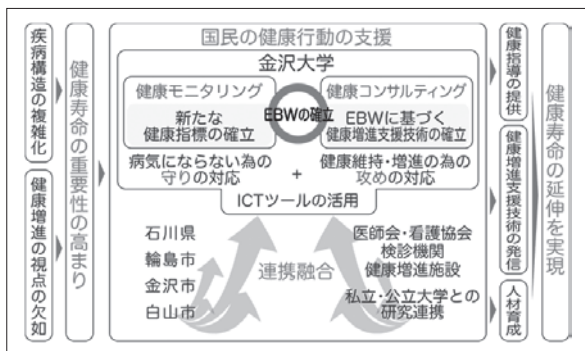 疾病構造の複雑化
健康増進の視点の欠如
健康寿命の重要性の高まり
国民の健康行動の支援
金沢大学
健康モニタリング
新たな
健康指標の確立
EBWの確立
健康コンサルティング
EBWに基づく
健康増進支援技術の確立
病気にならない為の
守りの対応
+
健康維持・増進の為の
攻めの対応
ICTツールの活用
石川県
輪島市
金沢市
白山市
連携融合
医師会・看護協会
検診機関
健康増進施設
私立・公立大学との
研究連携
健康指導の提供
健康増進支援技術の発信
人材育成
健康寿命の延伸を実現